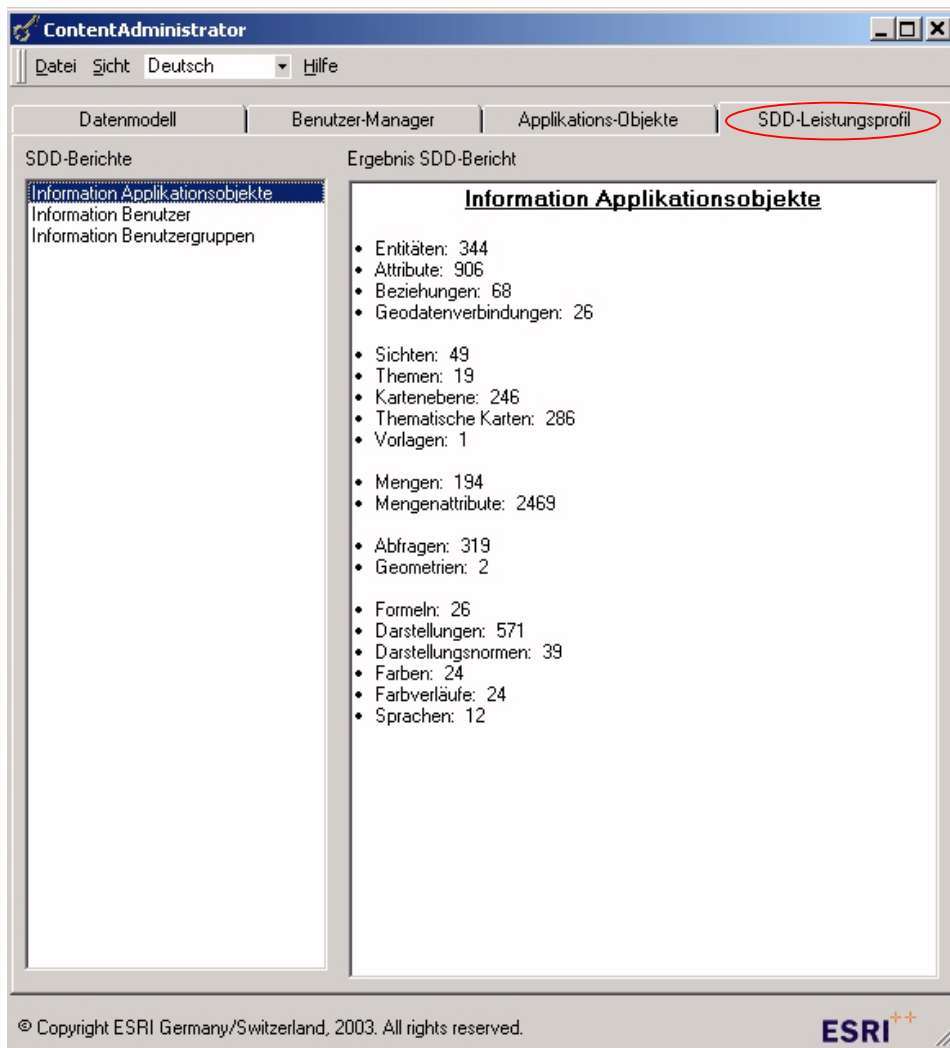 ContentAdministrator
Datei Sicht Deutsch Hilfe
Datenmodell Benutzer-Manager Applikations-Objekte SDD-Leistungsprofil
SDD-Berichte
Information Applikationsobjekte
Information Benutzer
Information Benutzergruppen
Ergebnis SDD-Bericht
Information Applikationsobjekte
• Entitäten: 344
• Attribute: 906
• Beziehungen: 68
• Geodatenverbindungen: 26
• Sichten: 49
• Themen: 19
• Kartenebene: 246
• Thematische Karten: 286
• Vorlagen: 1
• Mengen: 194
• Mengenattribute: 2469
• Abfragen: 319
• Geometrien: 2
• Formeln: 26
• Darstellungen: 571
• Darstellungsnormen: 39
• Farben: 24
• Farbverläufe: 24
• Sprachen: 12
© Copyright ESRI Germany/Switzerland, 2003. All rights reserved.
ESRI++